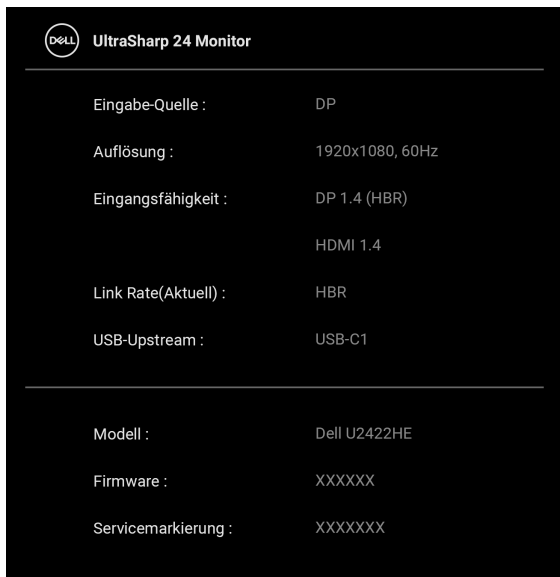 DELL UltraSharp 24 Monitor
Eingabe-Quelle : DP
Auflösung : 1920x1080, 60Hz
Eingangsfähigkeit : DP 1.4 (HBR)
HDMI 1.4
Link Rate(Aktuell) : HBR
USB-Upstream : USB-C1
Modell : Dell U2422HE
Firmware : XXXXXX
Servicemarkierung : XXXXXXX